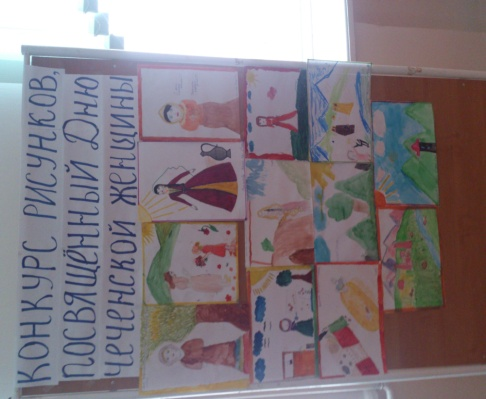 КОНКУРС РИСУНКОВ,
ПОСВЯЩЁННЫЙ ДНЮ
ЧЕЧЕНСКОЙ ЖЕНЩИНЫ